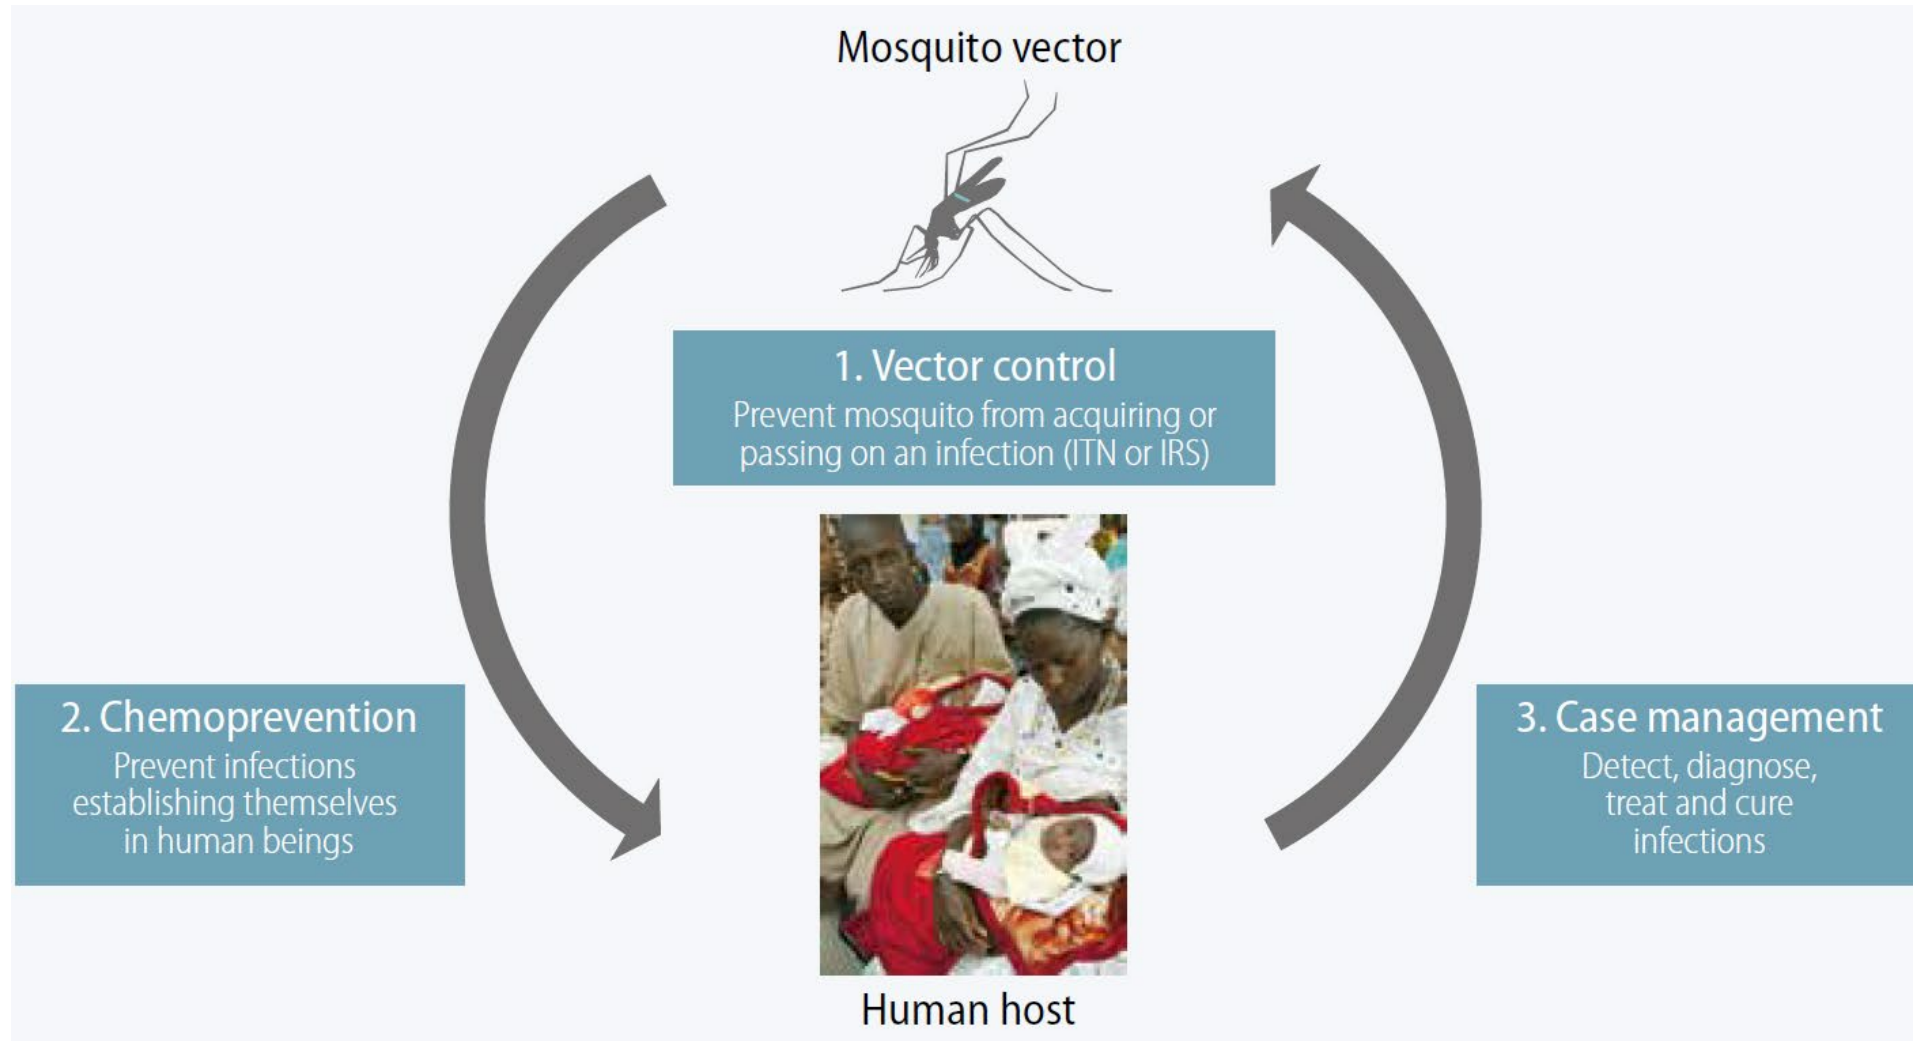 Mosquito vector
1. Vector control
Prevent mosquito from acquiring or
passing on an infection (ITN or IRS)
2. Chemoprevention
Prevent infections
establishing themselves
in human beings
3. Case management
Detect, diagnose,
treat and cure
infections
Human host